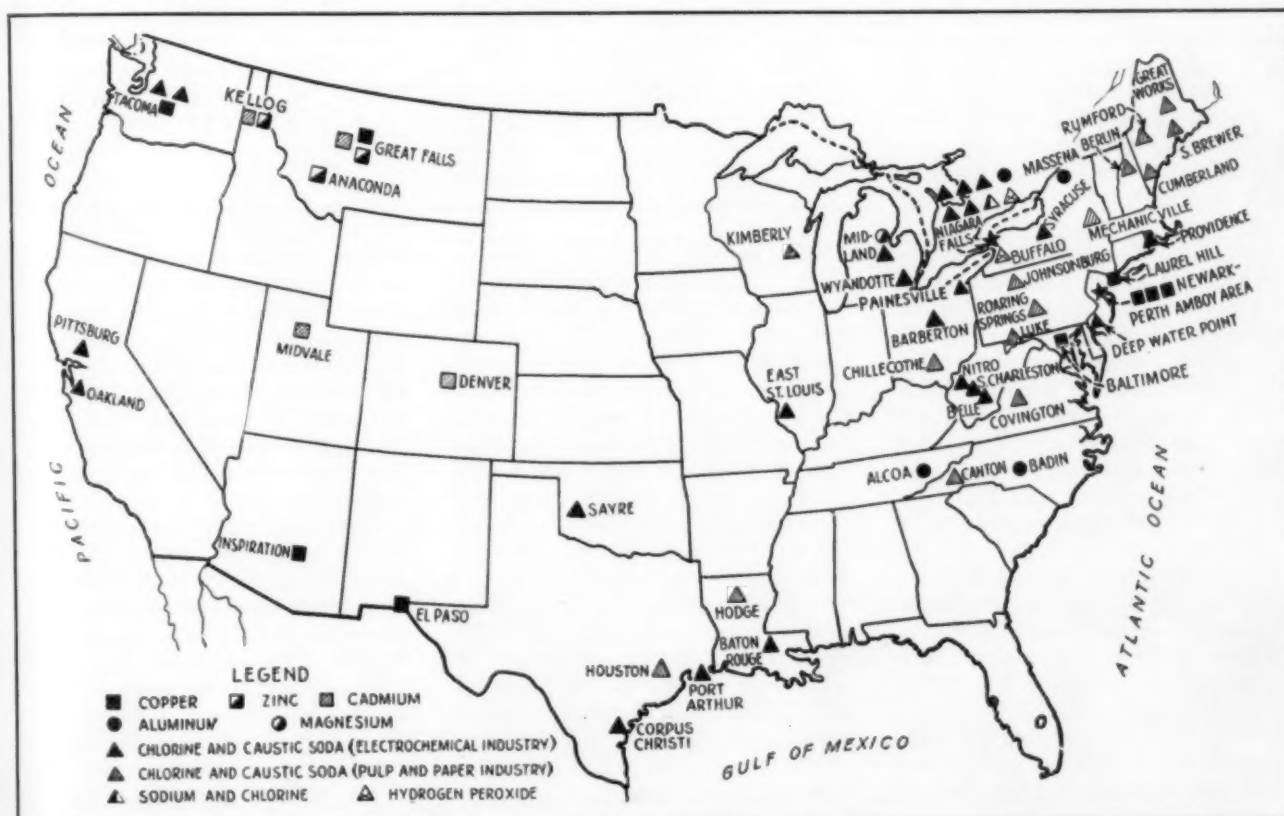 OCEAN
PACIFIC
TACOMA
KELLOG
GREAT FALLS
ANACONDA
PITTSBURG
OAKLAND
MIDVALE
DENVER
INSPIRATION
EL PASO
SAYRE
HOUSTON
PORT
ARTHUR
CORPUS
CHRISTI
HODGE
BATON
ROUGE
KIMBERLY
MID-
LAND
WYANDOTTE
PAINESVILLE
BARBERTON
CHILLECOTHE
EAST
ST. LOUIS
NITRO
S. CHARLESTON
BELLE
COVINGTON
ALCOA
CANTON
BADIN
NIAGARA
FALLS
BUFFALO
SYRACUSE
MASSENA
BERLIN
RUMFORD
GREAT
WORKS
S. BREWER
CUMBERLAND
MECHANICVILLE
PROVIDENCE
LAUREL HILL
NEWARK-
PERTH AMBOY AREA
DEEP WATER POINT
BALTIMORE
JOHNSONBURG
ROARING
SPRINGS
LUKE
ATLANTIC OCEAN
GULF OF MEXICO
LEGEND
COPPER ZINC CADMIUM
ALUMINUM MAGNESIUM
CHLORINE AND CAUSTIC SODA (ELECTROCHEMICAL INDUSTRY)
CHLORINE AND CAUSTIC SODA (PULP AND PAPER INDUSTRY)
SODIUM AND CHLORINE HYDROGEN PEROXIDE